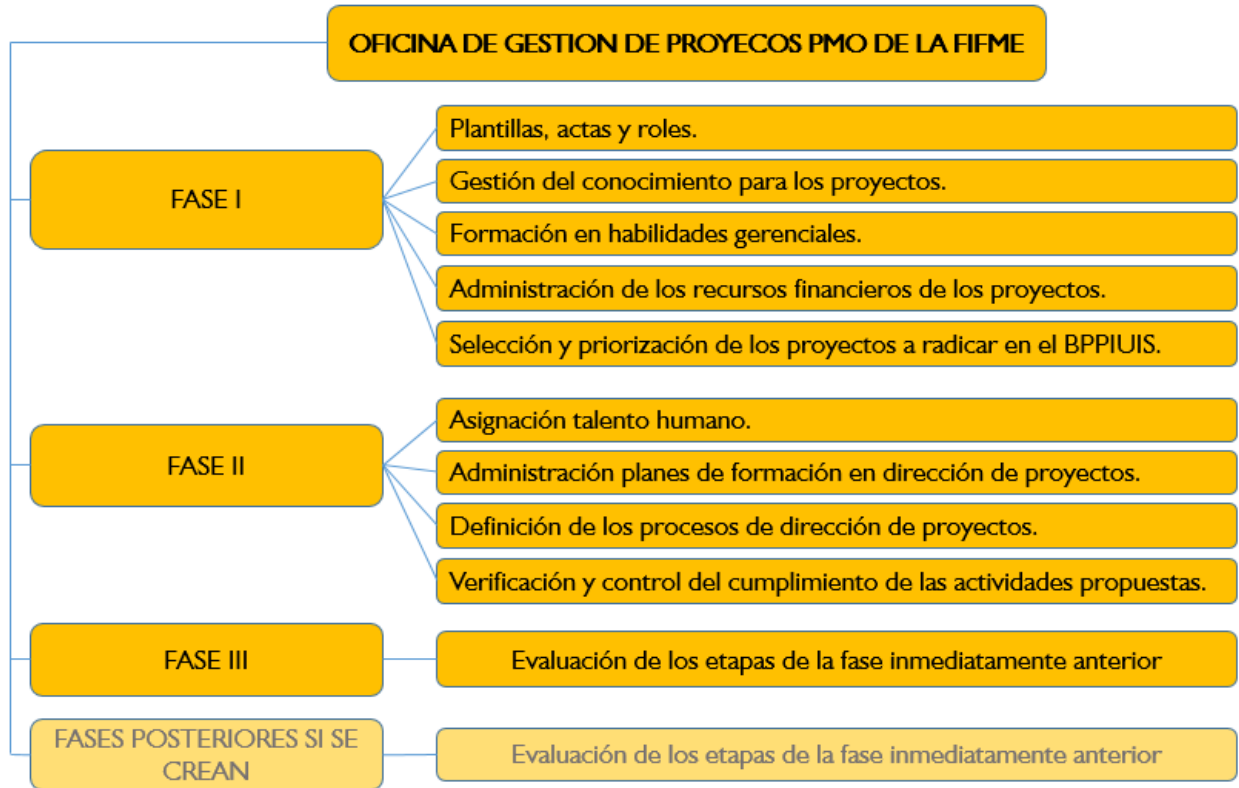 OFICINA DE GESTION DE PROYECOS PMO DE LA FIFME
FASE I
Plantillas, actas y roles.
Gestión del conocimiento para los proyectos.
Formación en habilidades gerenciales.
Administración de los recursos financieros de los proyectos.
Selección y priorización de los proyectos a radicar en el BPPIUIS.
FASE II
Asignación talento humano.
Administración planes de formación en dirección de proyectos.
Definición de los procesos de dirección de proyectos.
Verificación y control del cumplimiento de las actividades propuestas.
FASE III
Evaluación de los etapas de la fase inmediatamente anterior
FASES POSTERIORES SI SE
CREAN
Evaluación de los etapas de la fase inmediatamente anterior